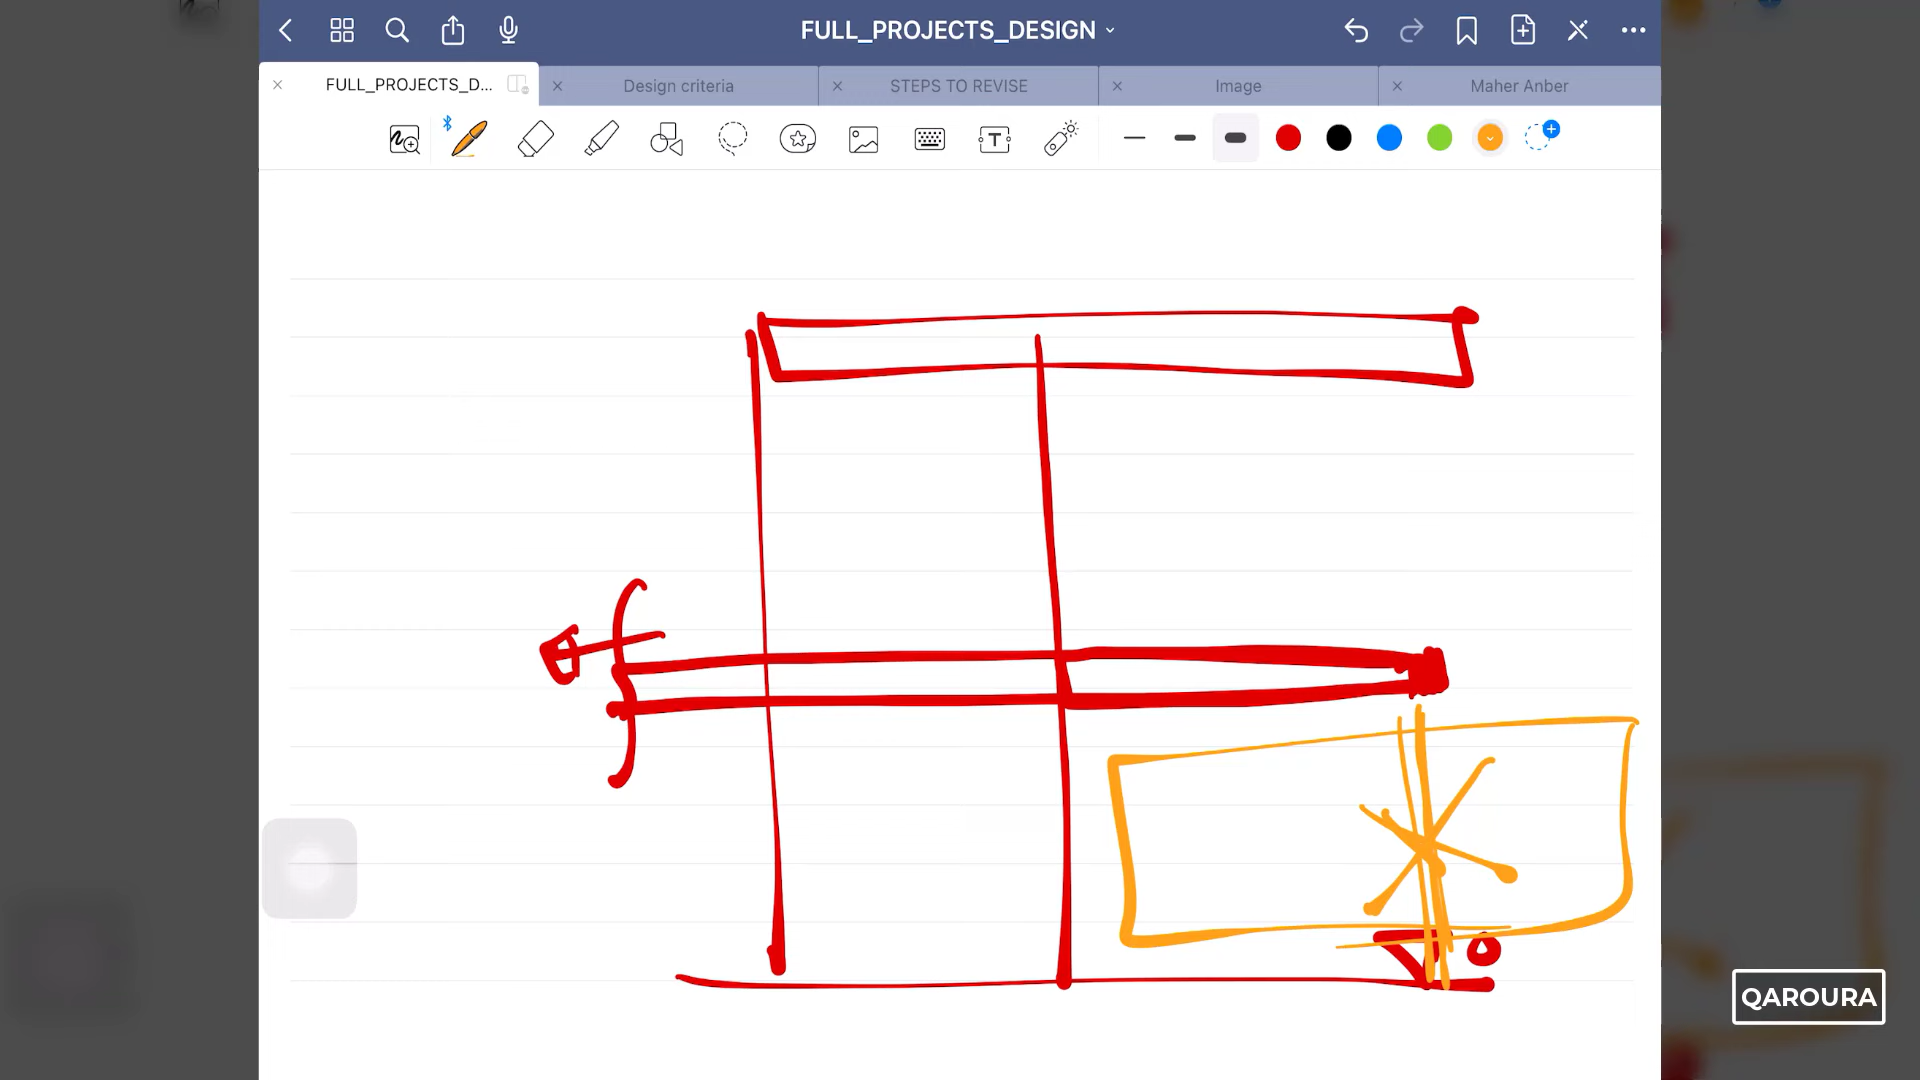 FULL_PROJECTS_DESIGN
FULL_PROJECTS_D...
Design criteria
STEPS TO REVISE
Image
Maher Anber
T
QAROURA